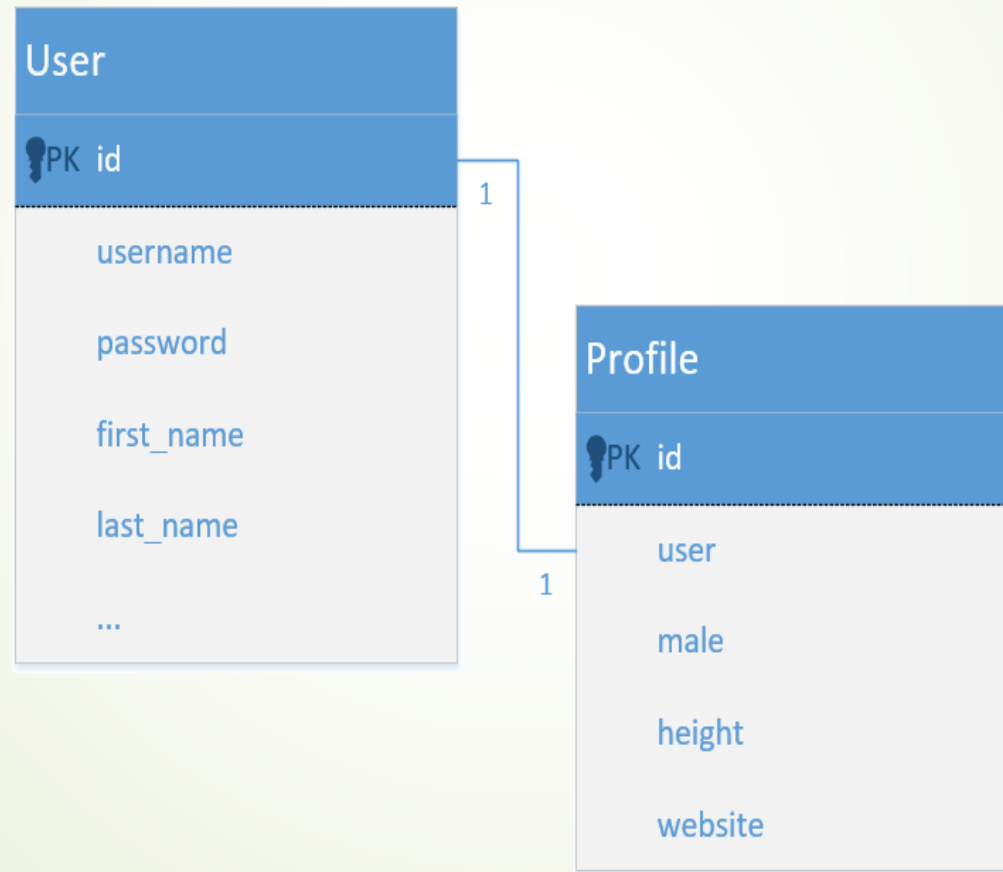 User
PK id
1
username
password
first_name
last_name
...
Profile
PK id
1
user
male
height
website